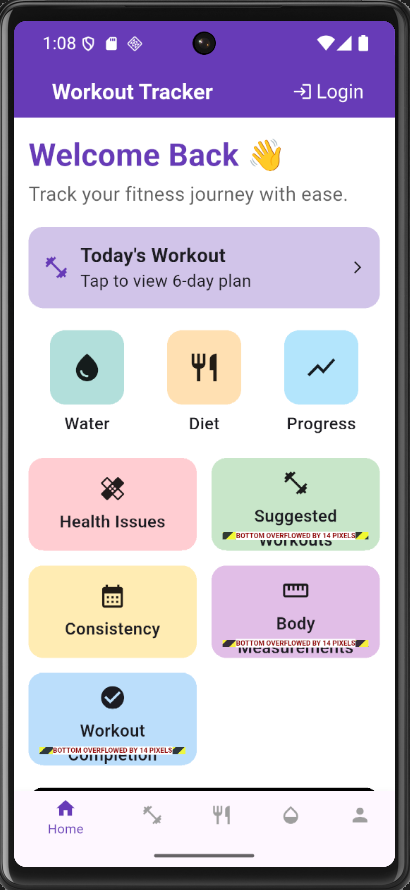 1:08
Workout Tracker
Login
Welcome Back 👋
Track your fitness journey with ease.
Today's Workout
Tap to view 6-day plan
Water
Diet
Progress
Health Issues
Suggested
Workouts
BOTTOM OVERFLOWED BY 14 PIXELS
Consistency
Body
Measurements
BOTTOM OVERFLOWED BY 14 PIXELS
Workout
Completion
BOTTOM OVERFLOWED BY 14 PIXELS
Home